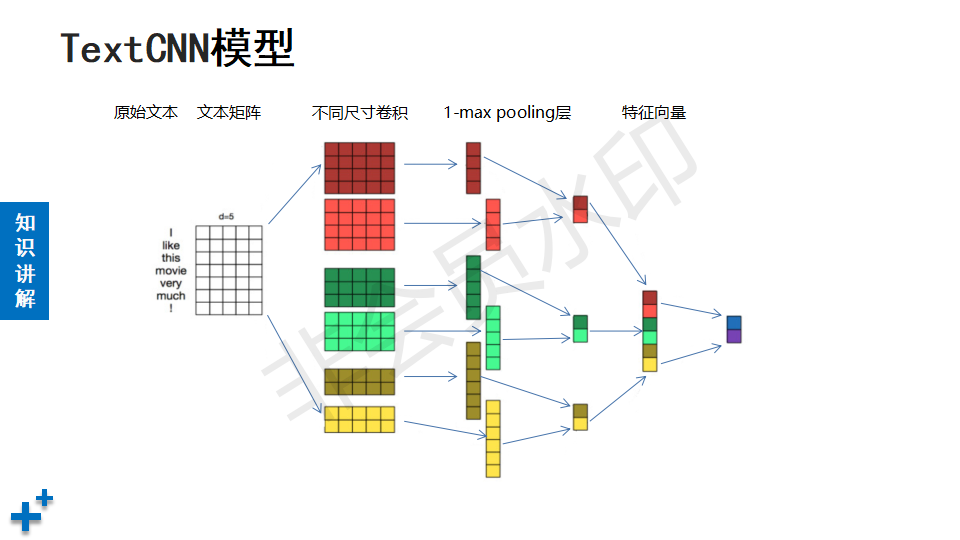 TextCNN模型
原始文本
文本矩阵
不同尺寸卷积
1-max pooling层
特征向量
知
识
讲
解
d=5
I
like
this
movie
very
much
!
非会员水印